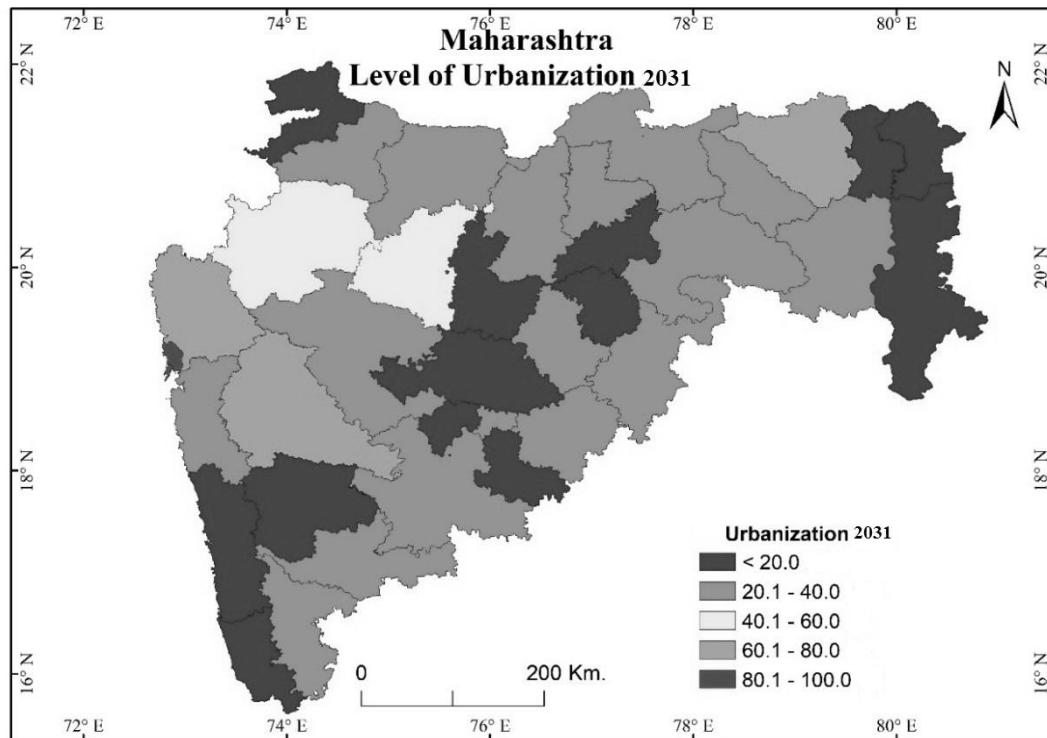 72° E 74° E 76° E 78° E 80° E
Maharashtra
Level of Urbanization 2031
N
22° N 22° N
20° N 20° N
18° N 18° N
16° N 16° N
Urbanization 2031
< 20.0
20.1 - 40.0
40.1 - 60.0
60.1 - 80.0
80.1 - 100.0
0 200 Km.
72° E 74° E 76° E 78° E 80° E